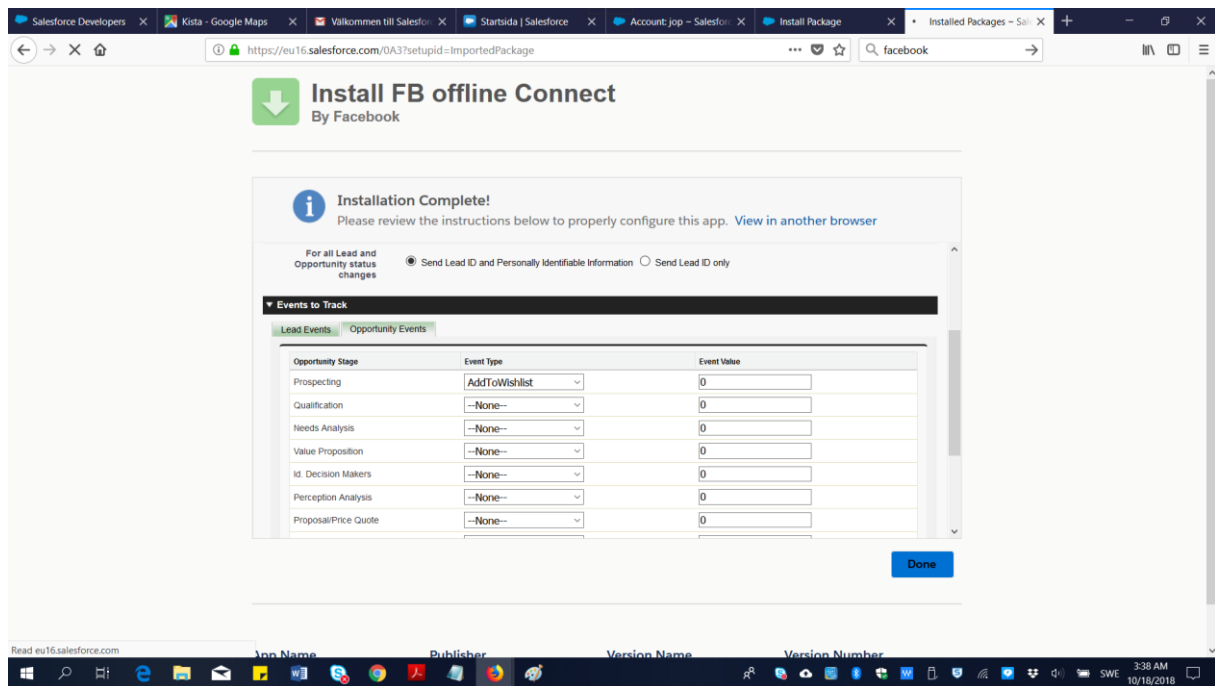 Salesforce Developers
Kista - Google Maps
Välkommen till Salesforc
Startsida | Salesforce
Account: jop ~ Salesforc
Install Package
Installed Packages ~ Sal
https://eu16.salesforce.com/0A3?setupid=ImportedPackage
facebook
Install FB offline Connect
By Facebook
Installation Complete!
Please review the instructions below to properly configure this app. View in another browser
For all Lead and
Opportunity status
changes
Send Lead ID and Personally Identifiable Information Send Lead ID only
Events to Track
Lead Events Opportunity Events
Opportunity Stage Event Type Event Value
Prospecting AddToWishlist 0
Qualification --None-- 0
Needs Analysis --None-- 0
Value Proposition --None-- 0
Id. Decision Makers --None-- 0
Perception Analysis --None-- 0
Proposal/Price Quote --None-- 0
Done
Read eu16.salesforce.com
App Name Publisher Version Name Version Number
SWE
3:38 AM
10/18/2018